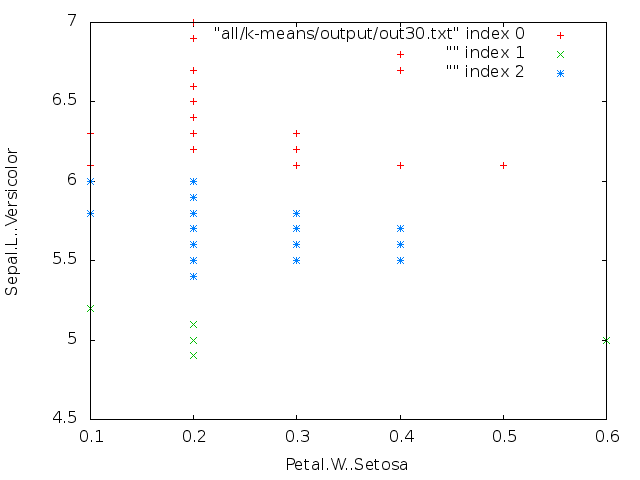 7
"all/k-means/output/out30.txt" index 0
"" index 1
"" index 2
6.5
6
5.5
5
4.5
Sepal.L..Versicolor
0.1 0.2 0.3 0.4 0.5 0.6
Petal.W..Setosa